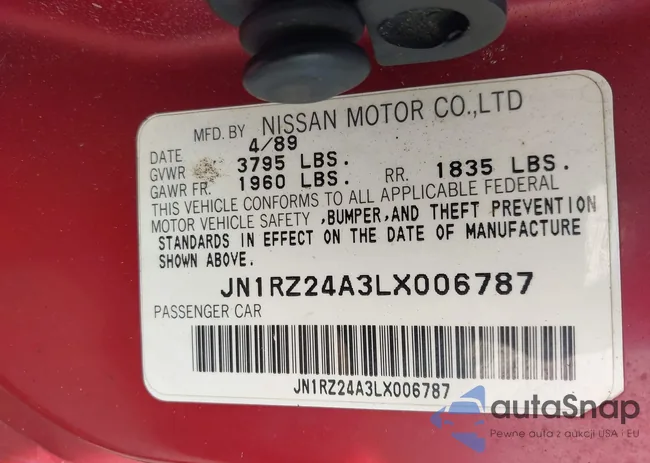 MFD. BY NISSAN MOTOR CO.,LTD
DATE 4/89
GVWR 3795 LBS.
GAWR FR. 1960 LBS. RR. 1835 LBS.
THIS VEHICLE CONFORMS TO ALL APPLICABLE FEDERAL
MOTOR VEHICLE SAFETY ,BUMPER,AND THEFT PREVENTION
STANDARDS IN EFFECT ON THE DATE OF MANUFACTURE
SHOWN ABOVE.
JN1RZ24A3LX006787
PASSENGER CAR
JN1RZ24A3LX006787
autaSnap
Pewne auta z aukcji USA i EU